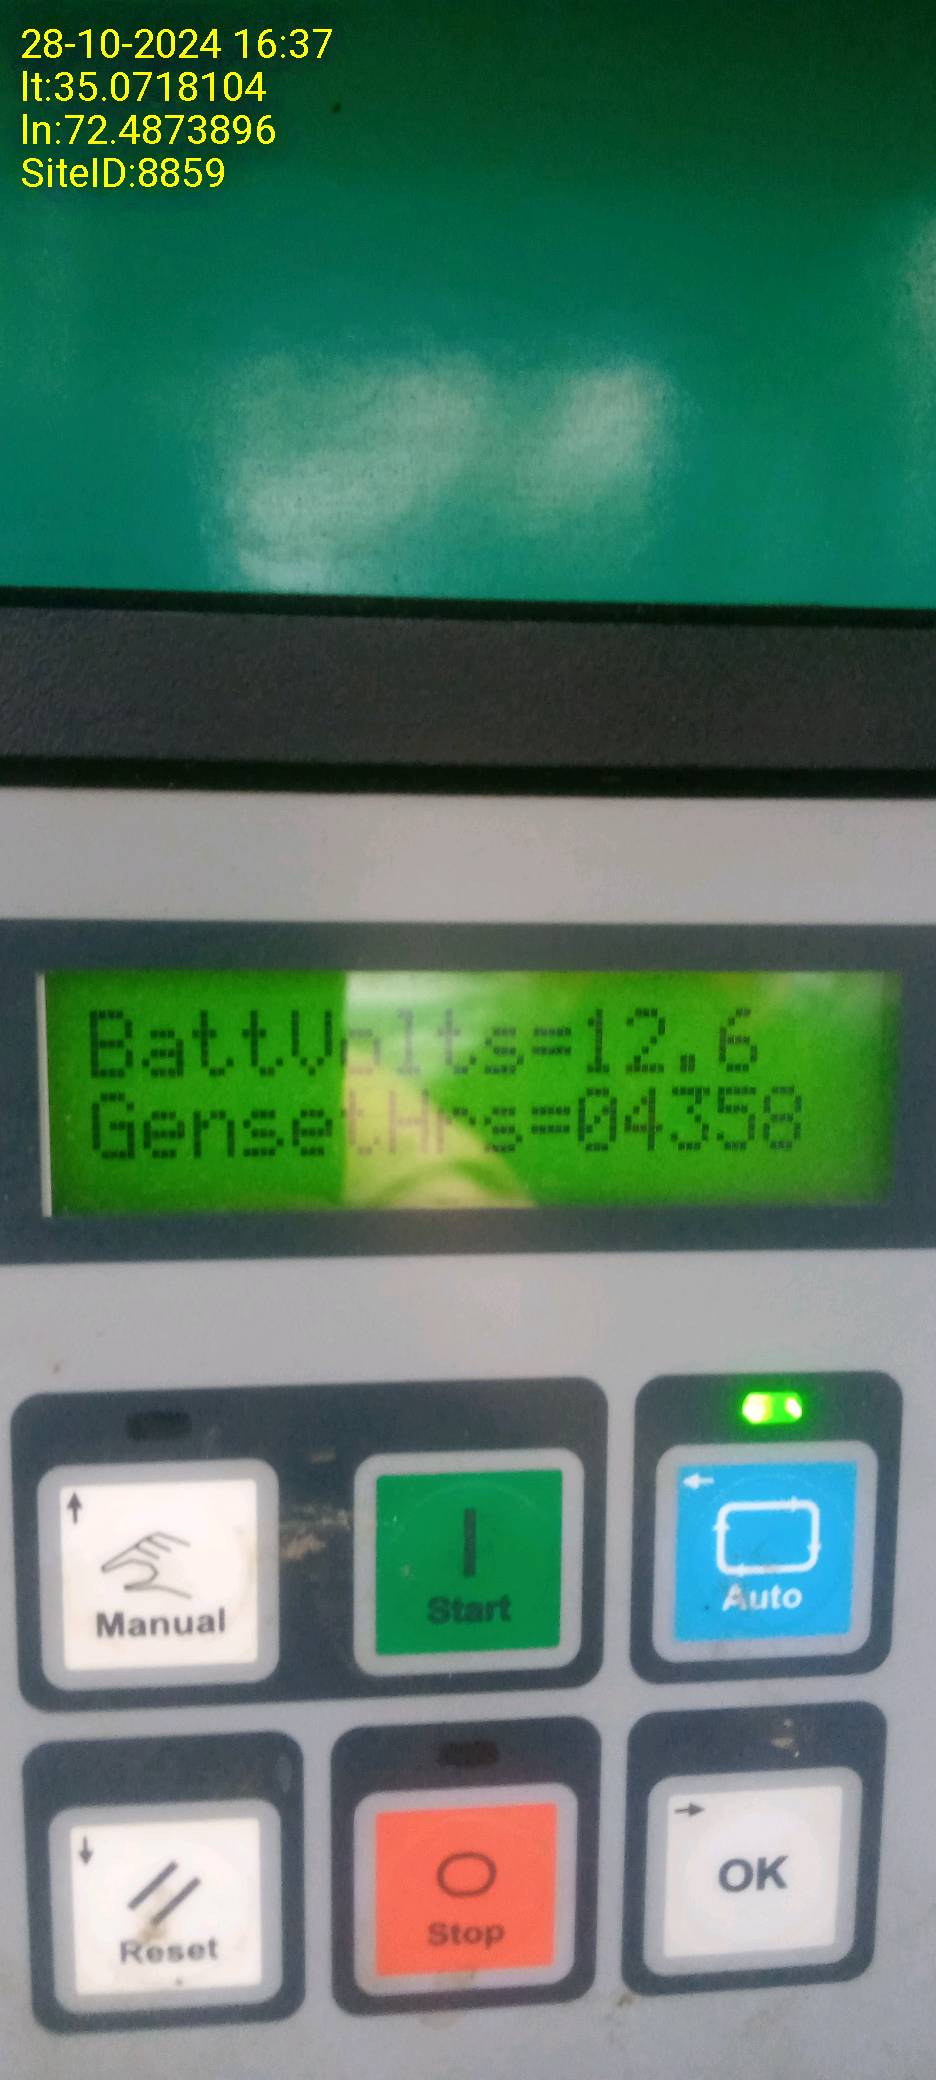 28-10-2024 16:37
lt:35.0718104
ln:72.4873896
SiteID:8859
BattVolts=12.6
GensetHrs=04358
Manual
Start
Auto
Reset
Stop
OK